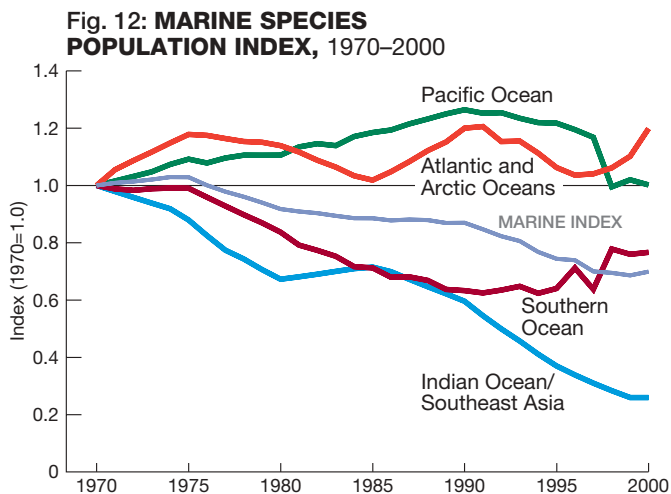 Fig. 12: MARINE SPECIES
POPULATION INDEX, 1970–2000
1.4
1.2
1.0
0.8
0.6
0.4
0.2
0
Index (1970=1.0)
Pacific Ocean
Atlantic and
Arctic Oceans
MARINE INDEX
Southern
Ocean
Indian Ocean/
Southeast Asia
1970
1975
1980
1985
1990
1995
2000